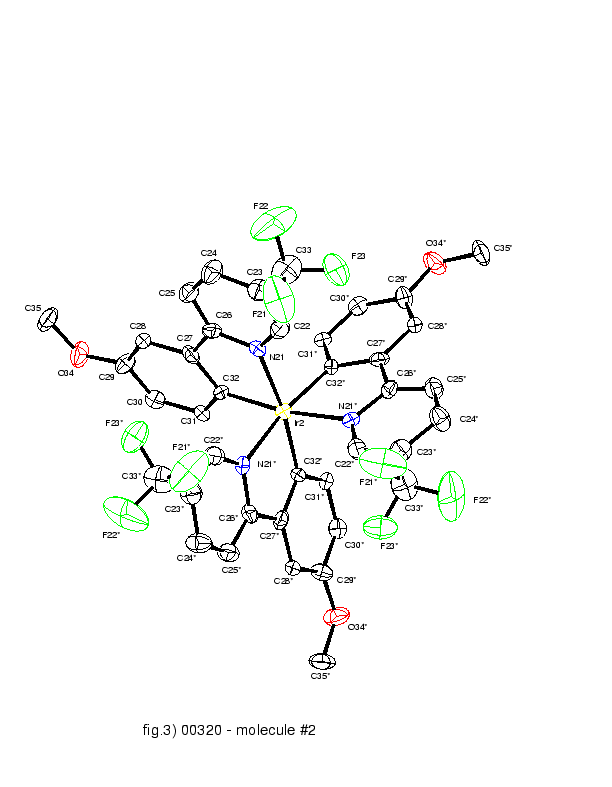 F22
O34"
C35"
C33
F23
C24
C23
C29"
C25
F21
C30"
C35
C26
C22
C28"
C28
C27
N21
C31"
C27"
O34
C29
C32
C32"
C26"
C25"
C30
C31
N21"
C24"
Ir2
F23"
F21"
C22"
C23"
N21"
C32'
C22"
C33"
C31"
F21"
C33"
F22"
C23"
C26"
C27"
F22"
C30"
F23"
C24"
C25"
C28"
C29"
O34"
C35"
fig.3) 00320 - molecule #2